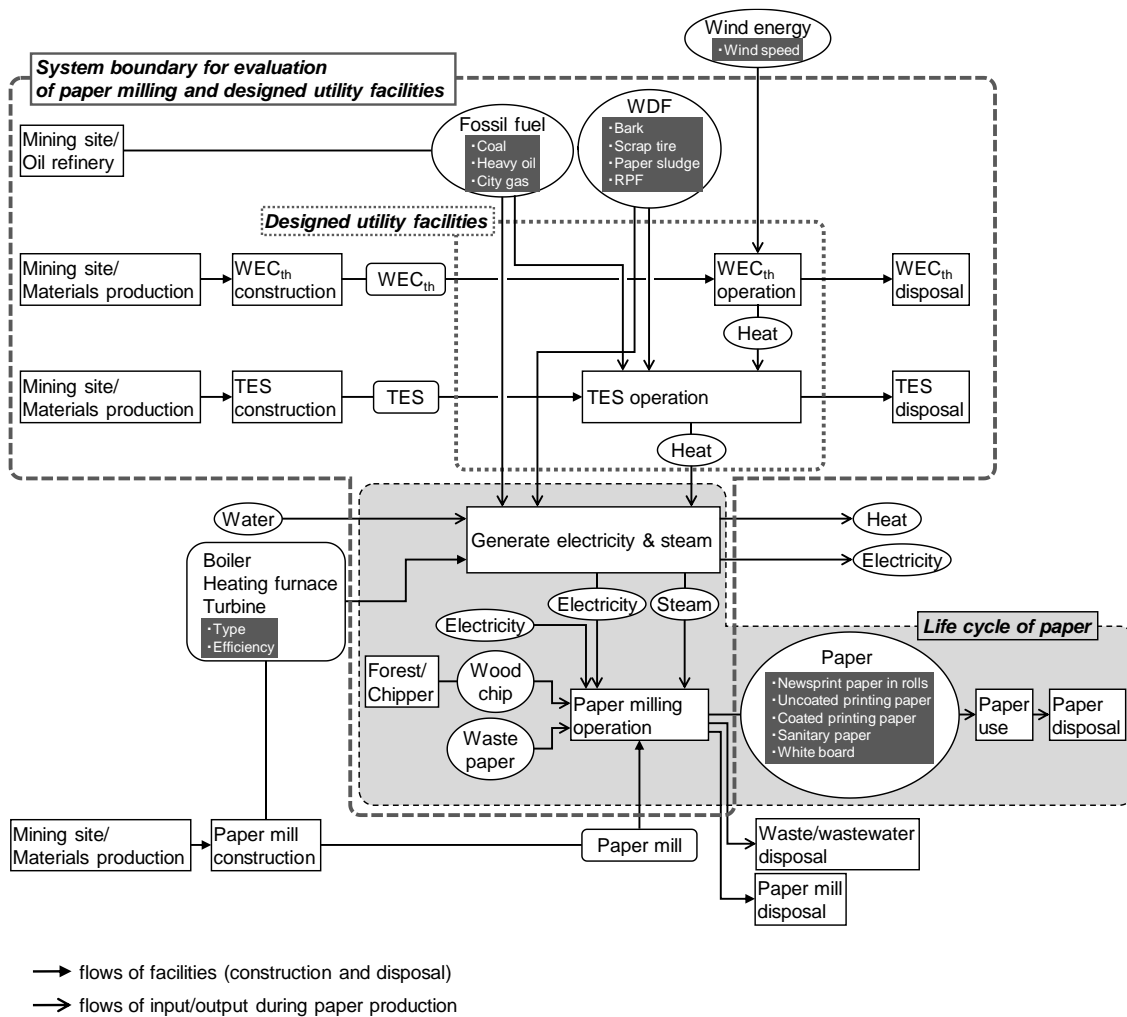 Wind energy
・Wind speed
System boundary for evaluation
of paper milling and designed utility facilities
Mining site/
Oil refinery
Fossil fuel
・Coal
・Heavy oil
・City gas
WDF
・Bark
・Scrap tire
・Paper sludge
・RPF
Designed utility facilities
Mining site/
Materials production
WECth
construction
WECth
WECth
operation
WECth
disposal
Heat
Mining site/
Materials production
TES
construction
TES
TES operation
TES
disposal
Heat
Water
Generate electricity & steam
Heat
Electricity
Boiler
Heating furnace
Turbine
・Type
・Efficiency
Electricity
Steam
Electricity
Life cycle of paper
Forest/
Chipper
Wood
chip
Waste
paper
Paper milling
operation
Paper
・Newsprint paper in rolls
・Uncoated printing paper
・Coated printing paper
・Sanitary paper
・White board
Paper
use
Paper
disposal
Mining site/
Materials production
Paper mill
construction
Paper mill
Waste/wastewater
disposal
Paper mill
disposal
flows of facilities (construction and disposal)
flows of input/output during paper production